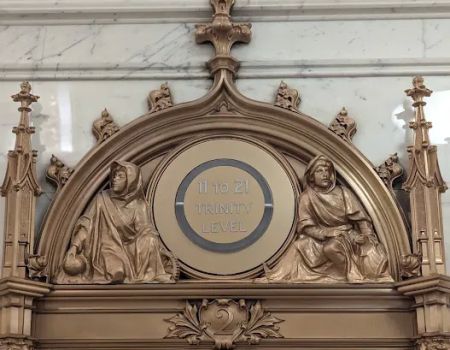 11 TO 21
TRINITY
LEVEL
2